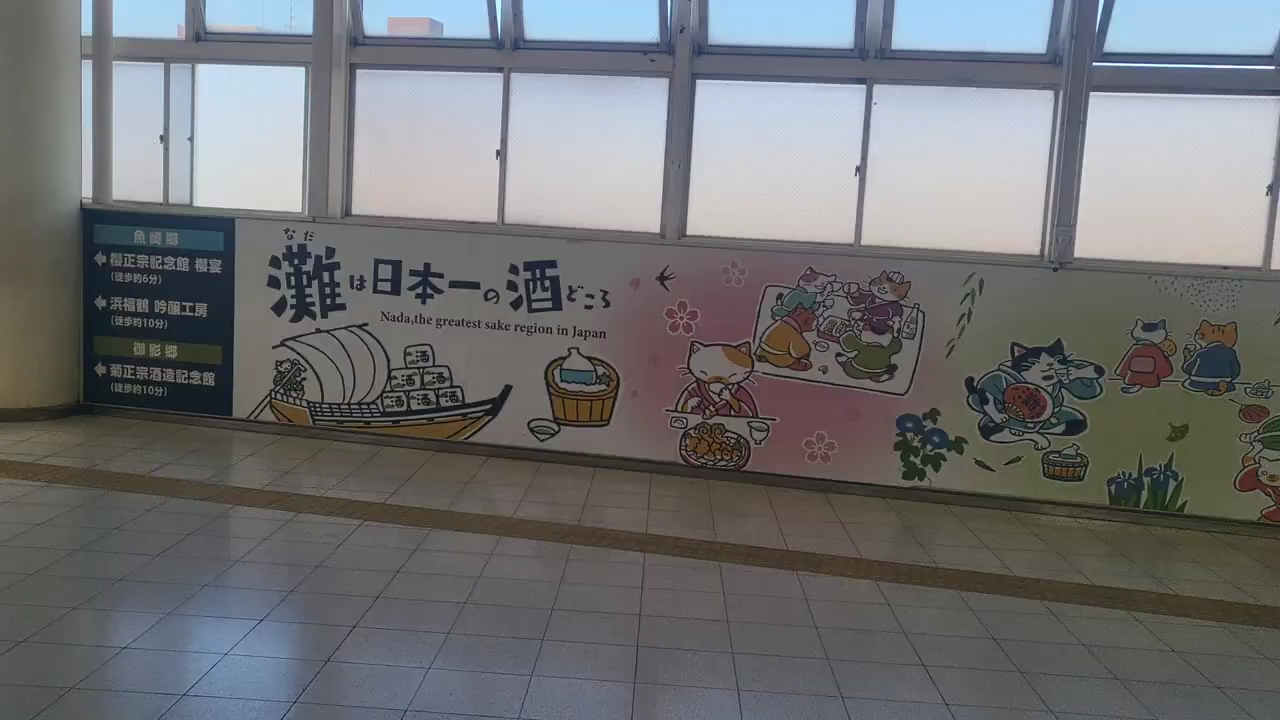 魚崎郷
櫻正宗記念館 櫻宴
(徒歩約6分)
浜福鶴 吟醸工房
(徒歩約10分)
御影郷
菊正宗酒造記念館
(徒歩約10分)
なだ
灘は日本一の酒どころ
Nada,the greatest sake region in Japan
酒
酒 酒
酒 酒 酒